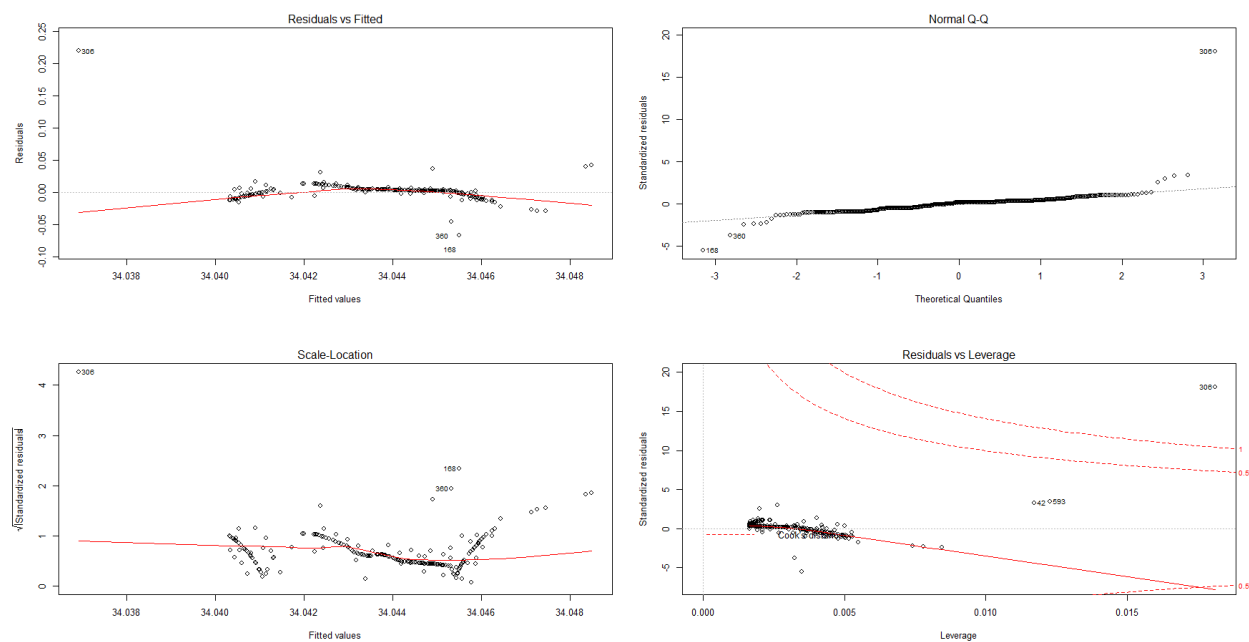 Residuals vs Fitted
Residuals
0.25
0.20
0.15
0.10
0.05
0.00
-0.05
-0.10
306
360
168
34.038 34.040 34.042 34.044 34.046 34.048
Fitted values
Normal Q-Q
Standardized residuals
20
15
10
5
0
-5
306
360
168
-3 -2 -1 0 1 2 3
Theoretical Quantiles
Scale-Location
√|Standardized residuals|
4
3
2
1
0
306
168
360
34.038 34.040 34.042 34.044 34.046 34.048
Fitted values
Residuals vs Leverage
Standardized residuals
20
15
10
5
0
-5
306
1
0.5
42
593
Cook's distance
0.5
0.000 0.005 0.010 0.015
Leverage